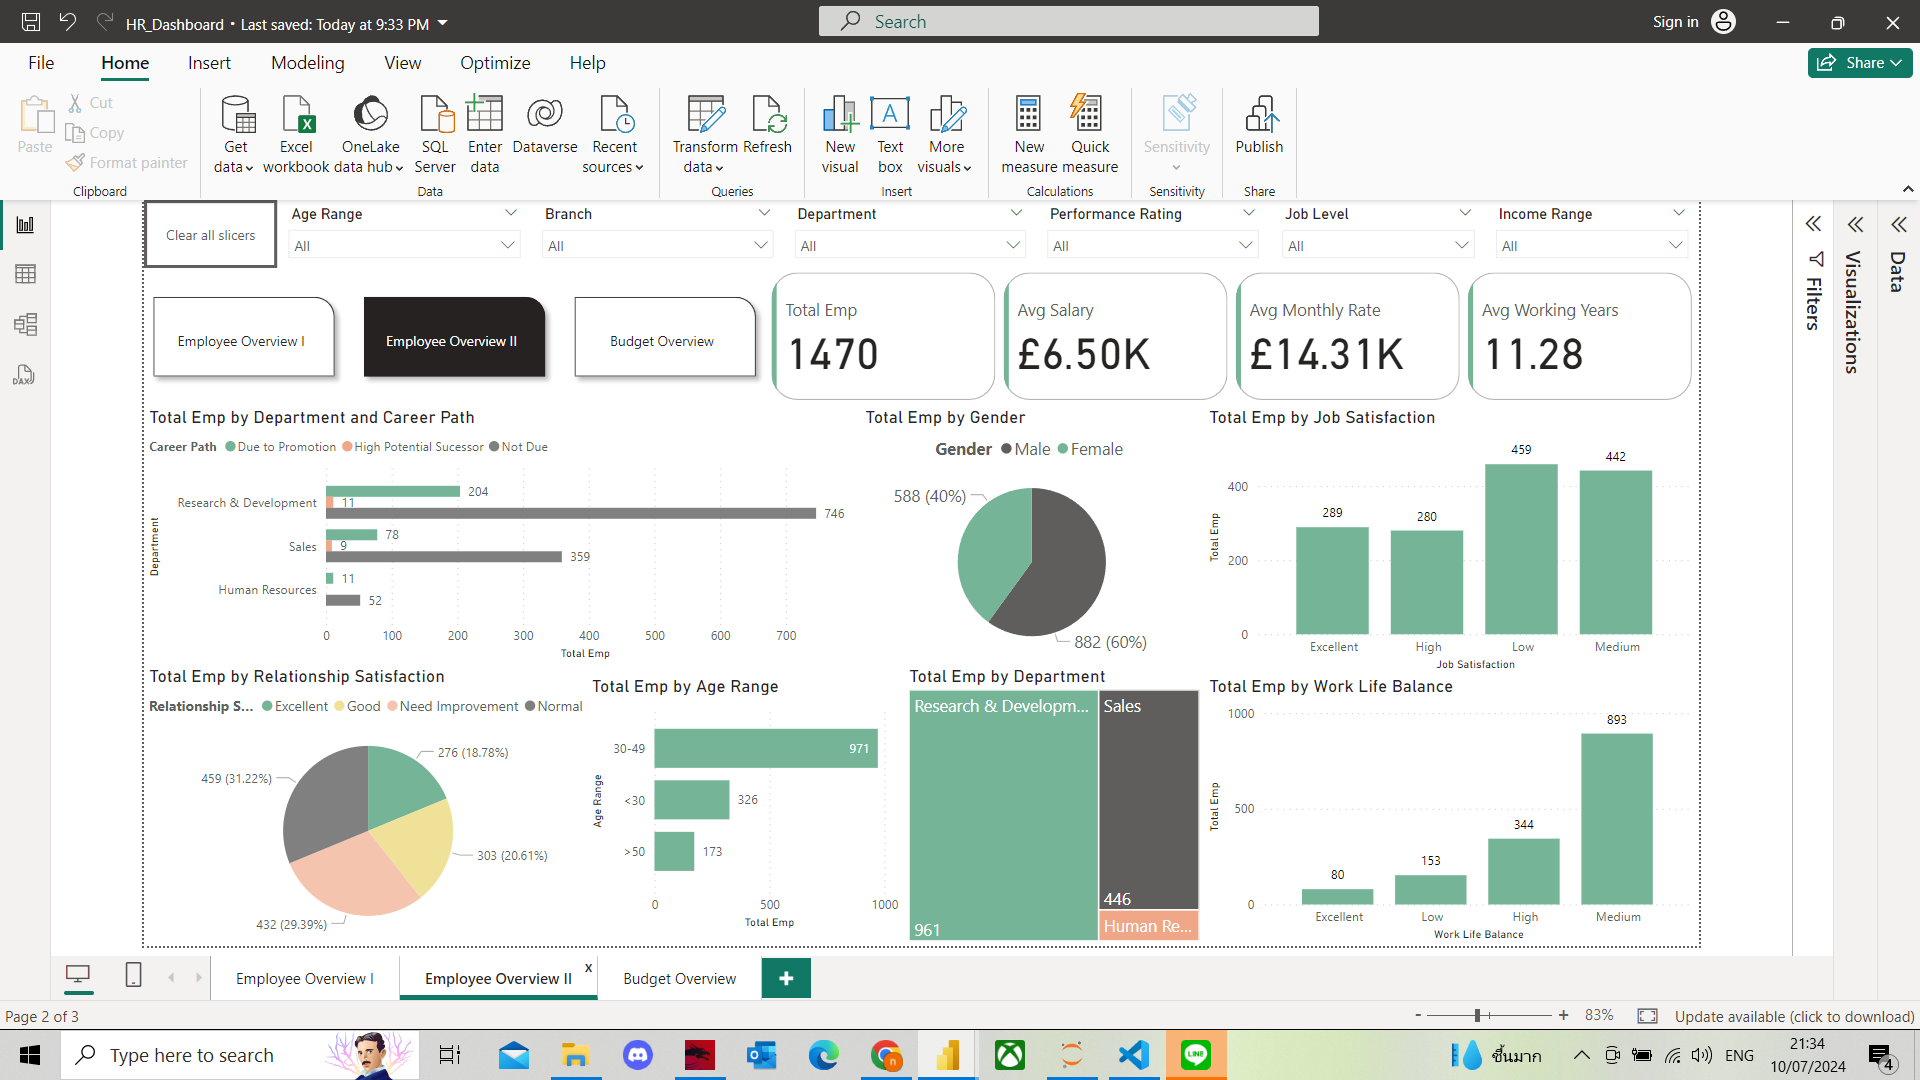 HR_Dashboard • Last saved: Today at 9:33 PM
Search
Sign in
File Home Insert Modeling View Optimize Help
Share
Paste
Cut
Copy
Format painter
Clipboard
Get data
Excel workbook
OneLake data hub
SQL Server
Enter data
Dataverse
Recent sources
Data
Transform data
Refresh
Queries
New visual
Text box
More visuals
Insert
New measure
Quick measure
Calculations
Sensitivity
Sensitivity
Publish
Share
Clear all slicers
Age Range
All
Branch
All
Department
All
Performance Rating
All
Job Level
All
Income Range
All
Filters
Visualizations
Data
DAX
Employee Overview I
Employee Overview II
Budget Overview
Total Emp
1470
Avg Salary
£6.50K
Avg Monthly Rate
£14.31K
Avg Working Years
11.28
Total Emp by Department and Career Path
Career Path Due to Promotion High Potential Sucessor Not Due
Department
Research & Development
204
11
746
Sales
78
9
359
Human Resources
11
52
0 100 200 300 400 500 600 700
Total Emp
Total Emp by Gender
Gender Male Female
588 (40%)
882 (60%)
Total Emp by Job Satisfaction
Total Emp
400
200
0
289
280
459
442
Excellent High Low Medium
Job Satisfaction
Total Emp by Relationship Satisfaction
Relationship S... Excellent Good Need Improvement Normal
276 (18.78%)
459 (31.22%)
303 (20.61%)
432 (29.39%)
Total Emp by Age Range
Age Range
30-49
971
<30
326
>50
173
0 500 1000
Total Emp
Total Emp by Department
Research & Developm...
961
Sales
446
Human Re...
Total Emp by Work Life Balance
Total Emp
1000
500
0
80
153
344
893
Excellent Low High Medium
Work Life Balance
Employee Overview I
Employee Overview II
x
Budget Overview
+
Page 2 of 3
- + 83%
Update available (click to download)
Type here to search
LINE
ชื้นมาก
ENG
21:34
10/07/2024
4